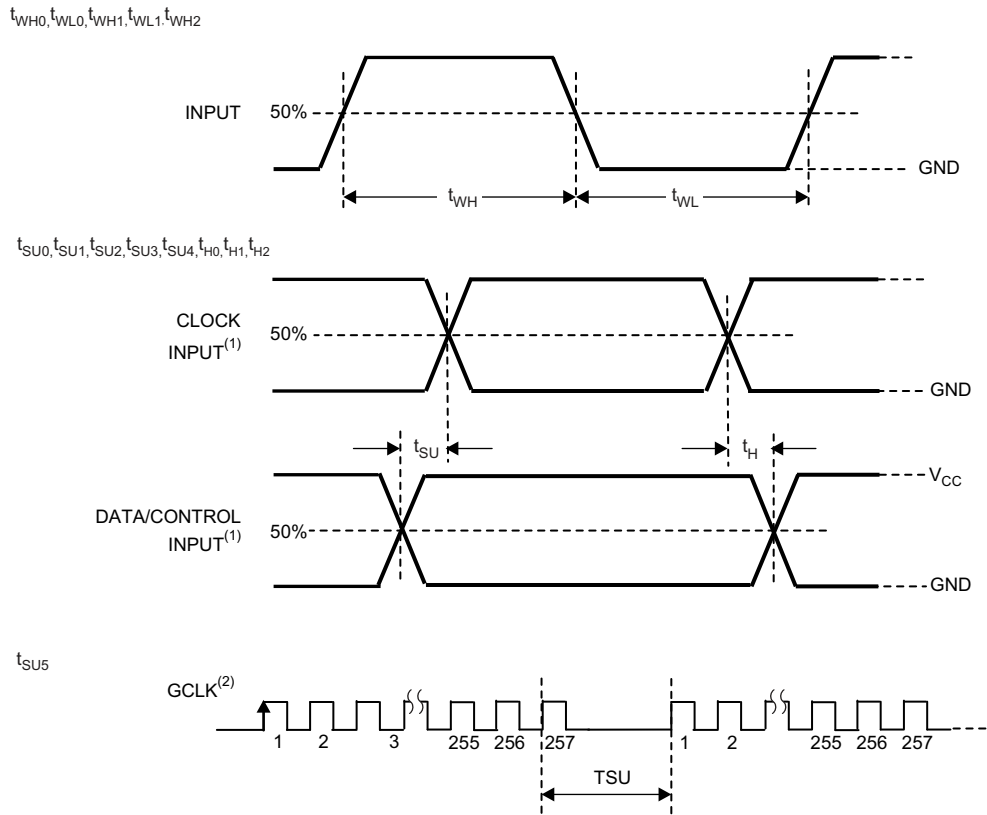 tWH0,tWL0,tWH1,tWL1,tWH2
INPUT
50%
GND
tWH
tWL
tSU0,tSU1,tSU2,tSU3,tSU4,tH0,tH1,tH2
CLOCK
INPUT(1)
50%
GND
tSU
tH
VCC
DATA/CONTROL
INPUT(1)
50%
GND
tSU5
GCLK(2)
1 2 3 255 256 257 1 2 255 256 257
TSU